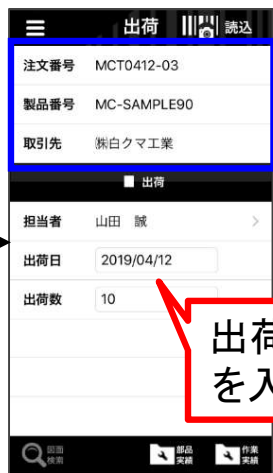 出荷 読込
注文番号 MCT0412-03
製品番号 MC-SAMPLE90
取引先 ㈱白クマ工業
出荷
担当者 山田 誠
出荷日 2019/04/12
出荷数 10
出荷
を入
図面
検索
部品
実績
作業
実績